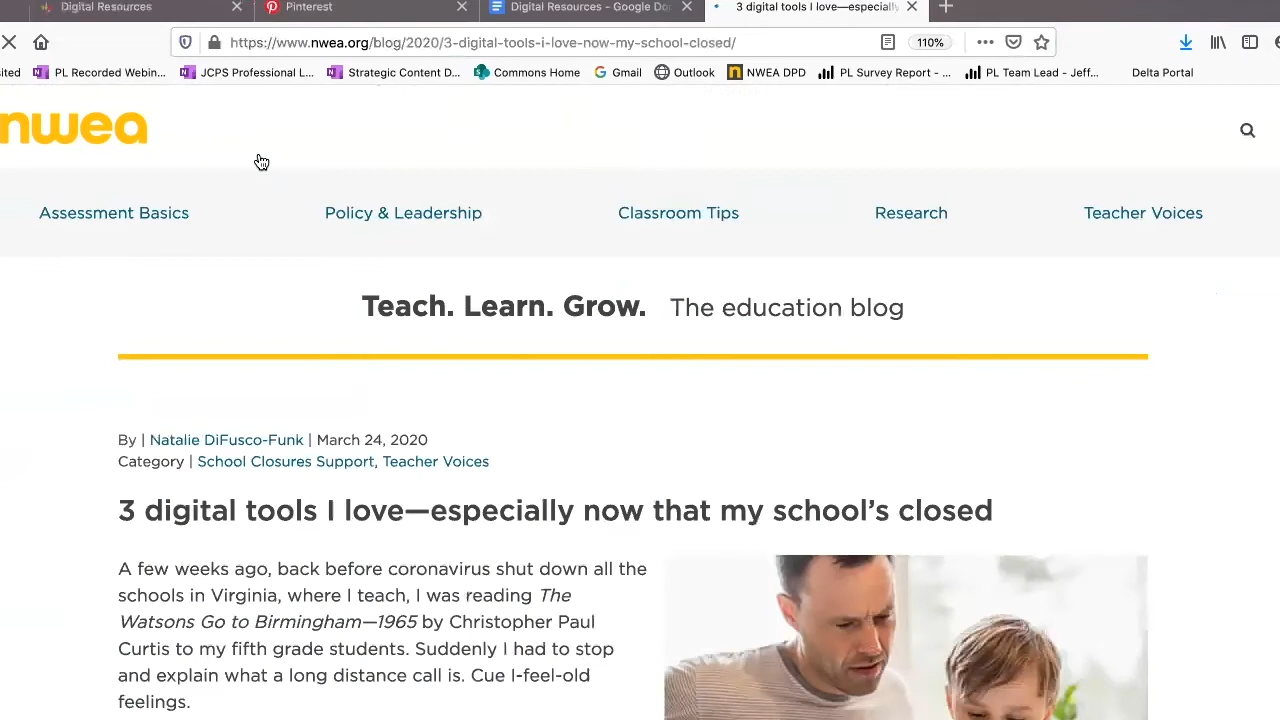 Digital Resources
Pinterest
Digital Resources - Google Doc
3 digital tools I love—especially
https://www.nwea.org/blog/2020/3-digital-tools-i-love-now-my-school-closed/
110%
sited
PL Recorded Webin...
JCPS Professional L...
Strategic Content D...
Commons Home
Gmail
Outlook
NWEA DPD
PL Survey Report - ...
PL Team Lead - Jeff...
Delta Portal
nwea
Assessment Basics
Policy & Leadership
Classroom Tips
Research
Teacher Voices
Teach. Learn. Grow. The education blog
By | Natalie DiFusco-Funk | March 24, 2020
Category | School Closures Support, Teacher Voices
3 digital tools I love—especially now that my school’s closed
A few weeks ago, back before coronavirus shut down all the
schools in Virginia, where I teach, I was reading The
Watsons Go to Birmingham—1965 by Christopher Paul
Curtis to my fifth grade students. Suddenly I had to stop
and explain what a long distance call is. Cue I-feel-old
feelings.